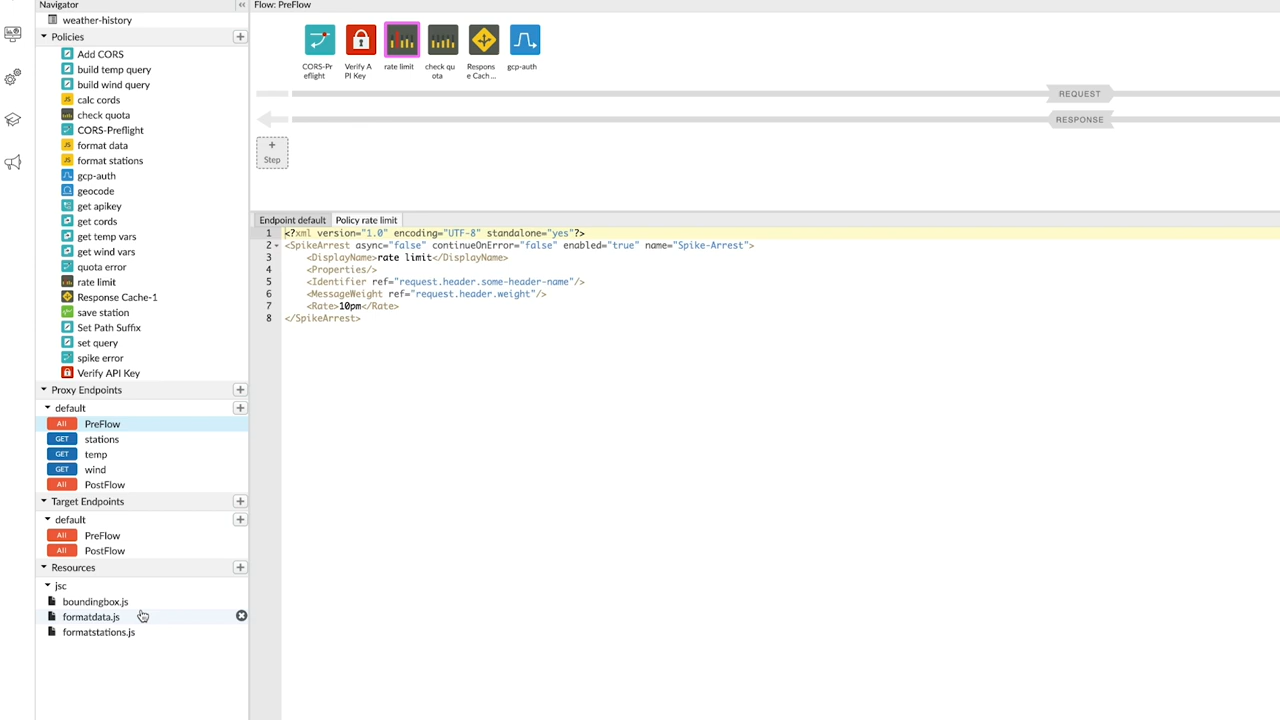 Navigator
weather-history
Policies
Add CORS
build temp query
build wind query
calc cords
check quota
CORS-Preflight
format data
format stations
gcp-auth
geocode
get apikey
get cords
get temp vars
get wind vars
quota error
rate limit
Response Cache-1
save station
Set Path Suffix
set query
spike error
Verify API Key
Proxy Endpoints
default
All PreFlow
GET stations
GET temp
GET wind
All PostFlow
Target Endpoints
default
All PreFlow
All PostFlow
Resources
jsc
boundingbox.js
formatdata.js
formatstations.js
Flow: PreFlow
CORS-Pr
eflight
Verify A
PI Key
rate limit
check qu
ota
Respons
e Cach ...
gcp-auth
REQUEST
RESPONSE
+
Step
Endpoint default Policy rate limit
1 <?xml version="1.0" encoding="UTF-8" standalone="yes"?>
2 <SpikeArrest async="false" continueOnError="false" enabled="true" name="Spike-Arrest">
3 <DisplayName>rate limit</DisplayName>
4 <Properties/>
5 <Identifier ref="request.header.some-header-name"/>
6 <MessageWeight ref="request.header.weight"/>
7 <Rate>10pm</Rate>
8 </SpikeArrest>